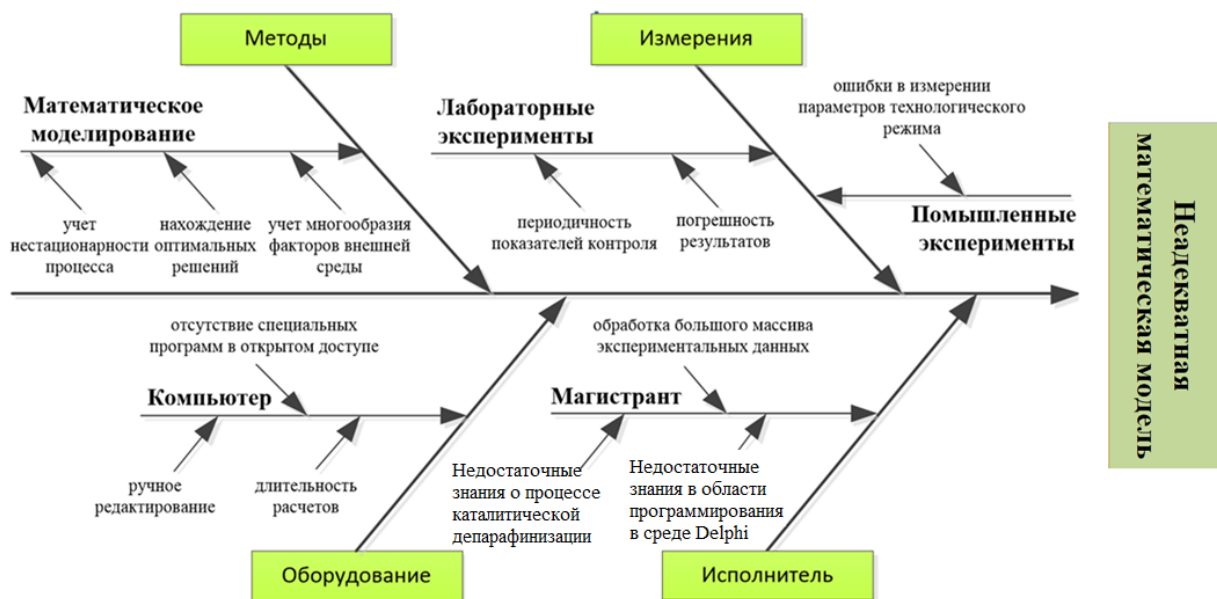 Методы
Измерения
Математическое
моделирование
учет
нестационарности
процесса
нахождение
оптимальных
решений
учет многообразия
факторов внешней
среды
Лабораторные
эксперименты
периодичность
показателей контроля
погрешность
результатов
ошибки в измерении
параметров технологического
режима
Помышленные
эксперименты
Неадекватная
математическая модель
отсутствие специальных
программ в открытом доступе
Компьютер
ручное
редактирование
длительность
расчетов
обработка большого массива
экспериментальных данных
Магистрант
Недостаточные
знания о процессе
каталитической
депарафинизации
Недостаточные
знания в области
программирования
в среде Delphi
Оборудование
Исполнитель